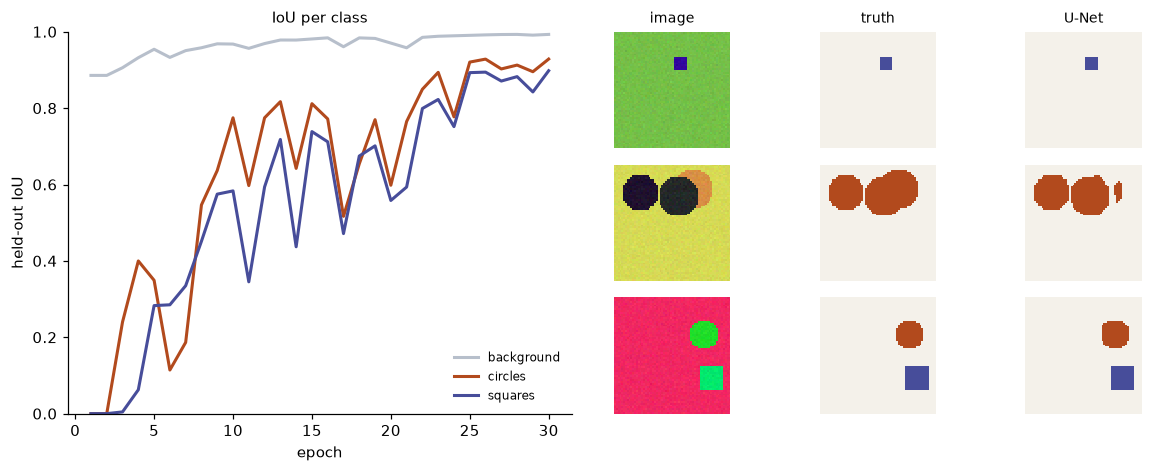 IoU per class
image
truth
U-Net
held-out IoU
1.0
0.8
0.6
0.4
0.2
0.0
background
circles
squares
0 5 10 15 20 25 30
epoch